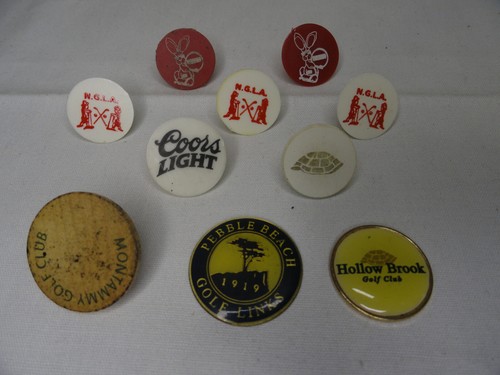 N.G.L.A.
N.G.L.A.
N.G.L.A.
Coors
LIGHT
MONTAMMY GOLF CLUB
PEBBLE BEACH
1919
GOLF LINKS
Hollow Brook
Golf Club